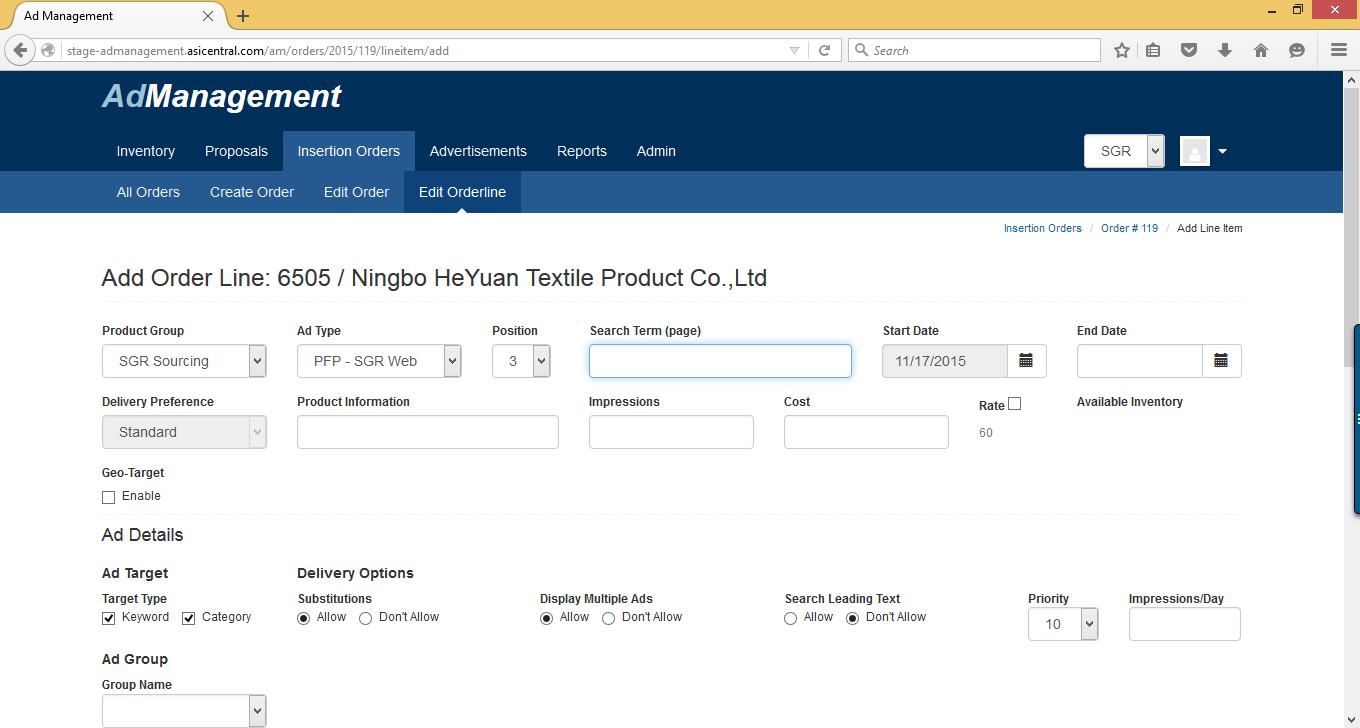 Ad Management
stage-admanagement.asicentral.com/am/orders/2015/119/lineitem/add
Search
AdManagement
Inventory Proposals Insertion Orders Advertisements Reports Admin SGR
All Orders Create Order Edit Order Edit Orderline
Insertion Orders / Order # 119 / Add Line Item
Add Order Line: 6505 / Ningbo HeYuan Textile Product Co.,Ltd
Product Group Ad Type Position Search Term (page) Start Date End Date
SGR Sourcing PFP - SGR Web 3 11/17/2015
Delivery Preference Product Information Impressions Cost Rate Available Inventory
Standard 60
Geo-Target
Enable
Ad Details
Ad Target Delivery Options
Target Type Substitutions Display Multiple Ads Search Leading Text Priority Impressions/Day
Keyword Category Allow Don't Allow Allow Don't Allow Allow Don't Allow 10
Ad Group
Group Name